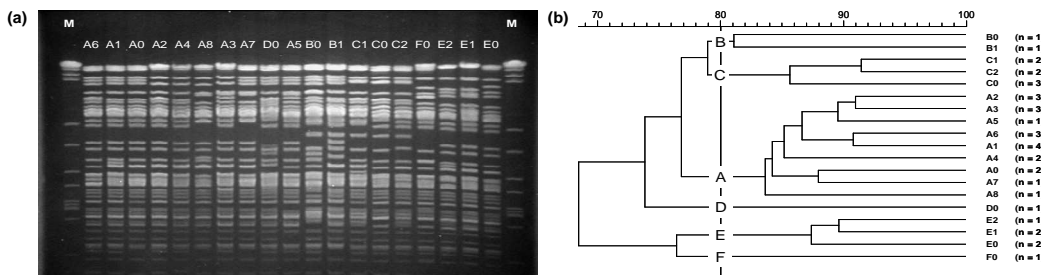 (a)
M
M
A6 A1 A0 A2 A4 A8 A3 A7 D0 A5 B0 B1 C1 C0 C2 F0 E2 E1 E0
(b)
70 80 90 100
B
C
A
D
E
F
B0 (n = 1
B1 (n = 1
C1 (n = 2
C2 (n = 2
C0 (n = 3
A2 (n = 3
A3 (n = 3
A5 (n = 1
A6 (n = 3
A1 (n = 4
A4 (n = 2
A0 (n = 2
A7 (n = 1
A8 (n = 1
D0 (n = 1
E2 (n = 1
E1 (n = 2
E0 (n = 2
F0 (n = 1